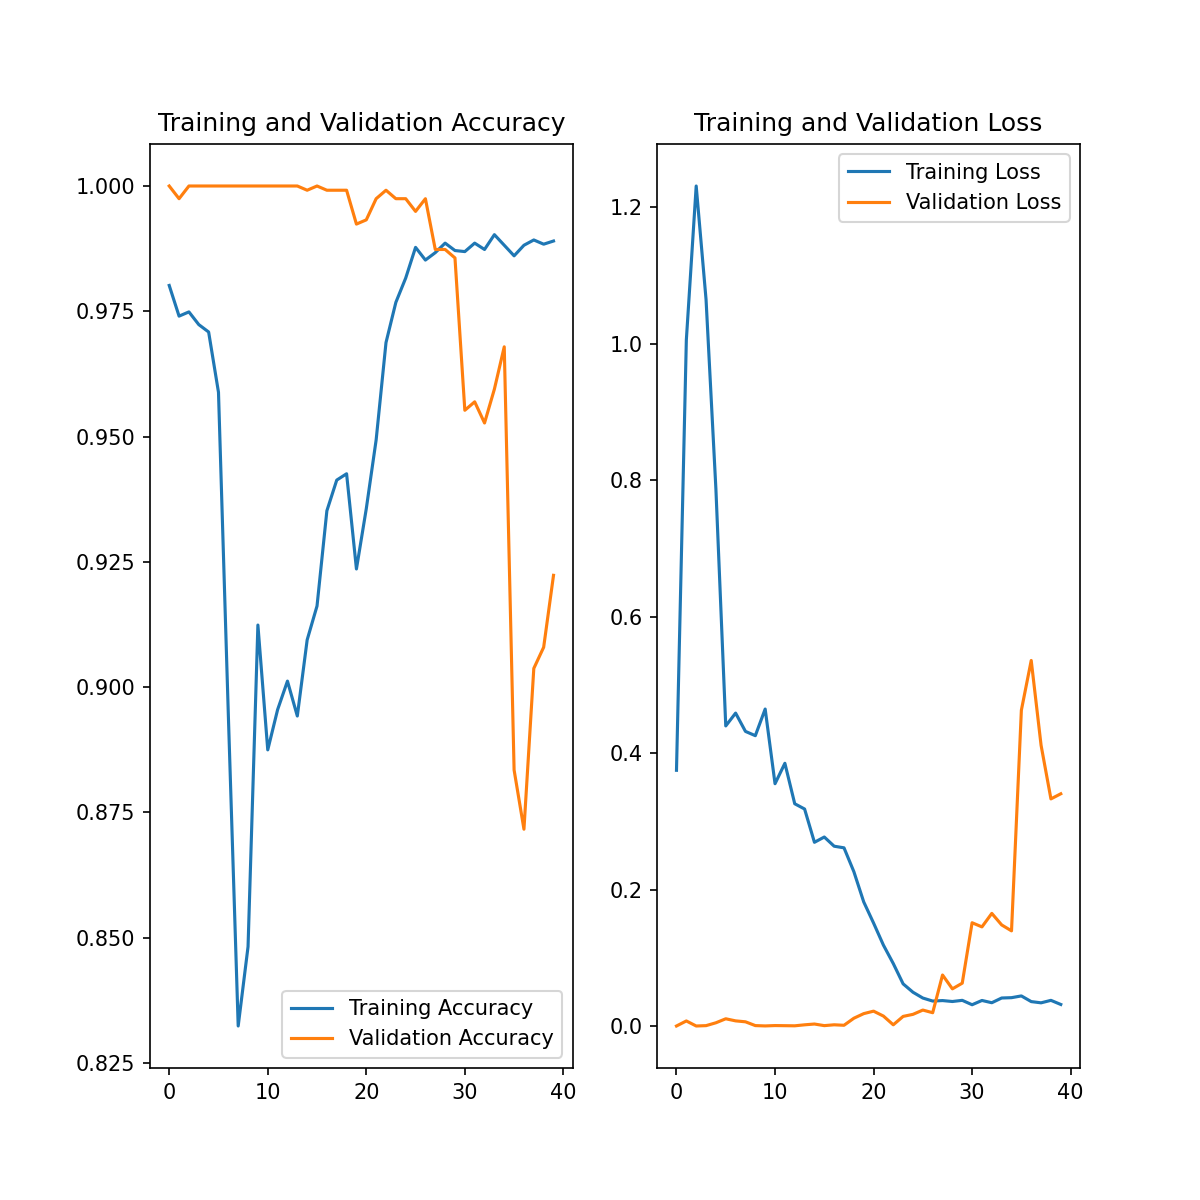 Training and Validation Accuracy
1.000
0.975
0.950
0.925
0.900
0.875
0.850
0.825
0 10 20 30 40
Training Accuracy
Validation Accuracy
Training and Validation Loss
1.2
1.0
0.8
0.6
0.4
0.2
0.0
0 10 20 30 40
Training Loss
Validation Loss